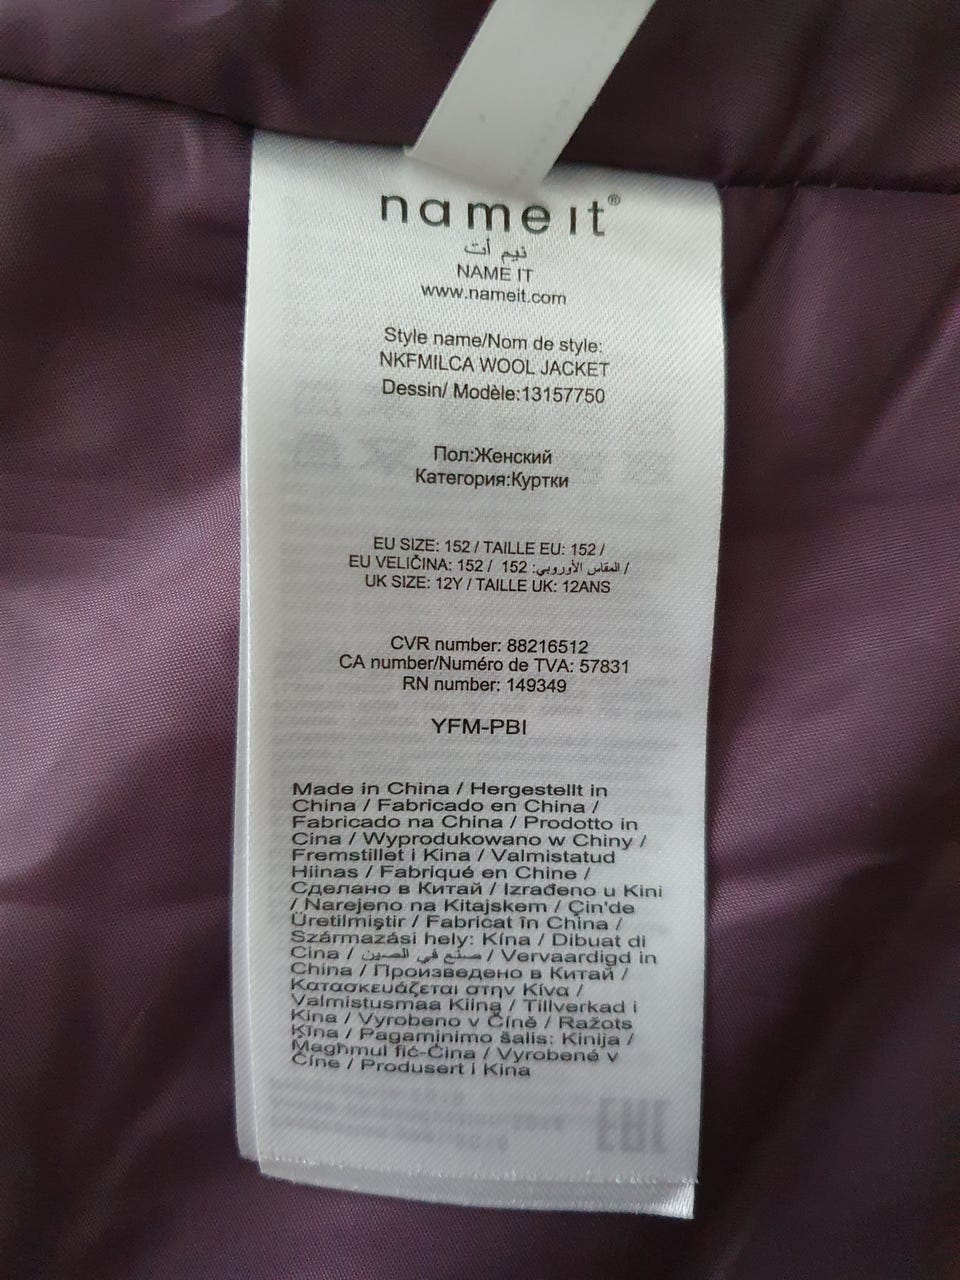 name it®
نيم أت
NAME IT
www.nameit.com
Style name/Nom de style:
NKFMILCA WOOL JACKET
Dessin/ Modèle:13157750
Пол:Женский
Категория:Куртки
EU SIZE: 152 / TAILLE EU: 152 /
EU VELIČINA: 152 / 152 :المقاس الأوروبي /
UK SIZE: 12Y / TAILLE UK: 12ANS
CVR number: 88216512
CA number/Numéro de TVA: 57831
RN number: 149349
YFM-PBI
Made in China / Hergestellt in
China / Fabricado en China /
Fabricado na China / Prodotto in
Cina / Wyprodukowano w Chiny /
Fremstillet i Kina / Valmistatud
Hiinas / Fabriqué en Chine /
Сделано в Китай / Izrađeno u Kini
/ Narejeno na Kitajskem / Çin'de
Üretilmiştir / Fabricat în China /
Származási hely: Kína / Dibuat di
Cina / صنع في الصين / Vervaardigd in
China / Произведено в Китай /
Κατασκευάζεται στην Κίνα /
Valmistusmaa Kiina / Tillverkad i
Kina / Vyrobeno v Číně / Ražots
Ķīna / Pagaminimo šalis: Kinija /
Magħmul fiċ-Ċina / Vyrobené v
Číne / Produsert i Kina